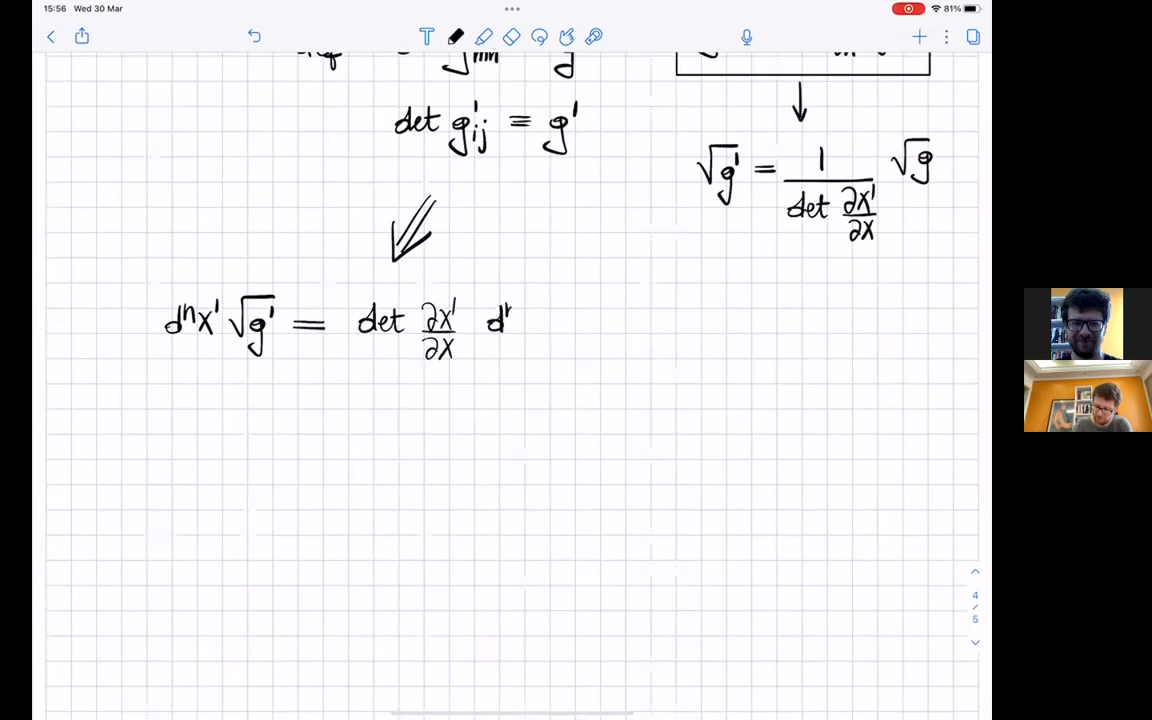 15:56 Wed 30 Mar
81%
det g'ij ≡ g'
√g' = 1 / det ∂x'/∂x √g
dⁿx' √g' = det ∂x'/∂x d
4
/
5